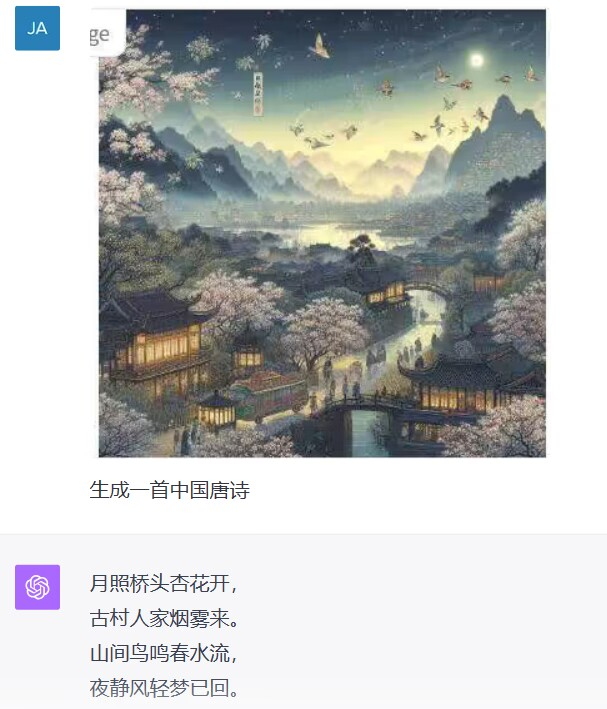 JA
ge
生成一首中国唐诗
月照桥头杏花开，
古村人家烟雾来。
山间鸟鸣春水流，
夜静风轻梦已回。